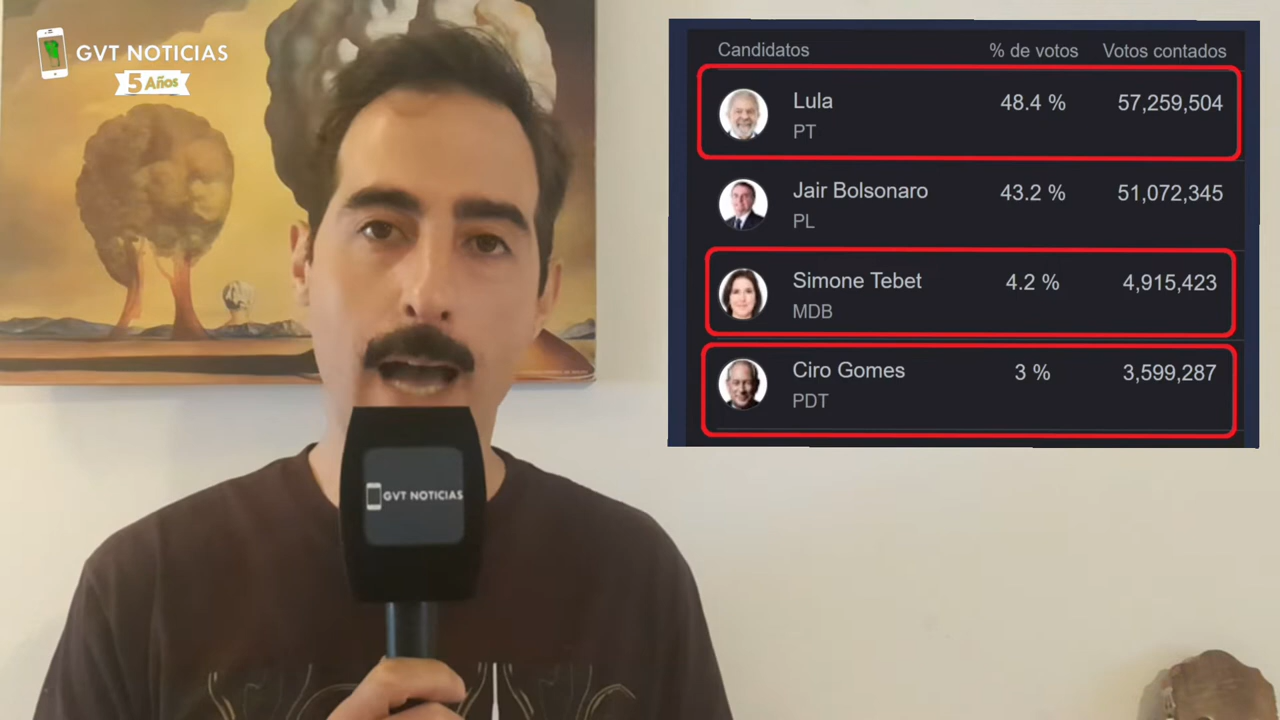 GVT NOTICIAS
5 Años
Candidatos % de votos Votos contados
Lula 48.4 % 57,259,504
PT
Jair Bolsonaro 43.2 % 51,072,345
PL
Simone Tebet 4.2 % 4,915,423
MDB
Ciro Gomes 3 % 3,599,287
PDT
GVT NOTICIAS